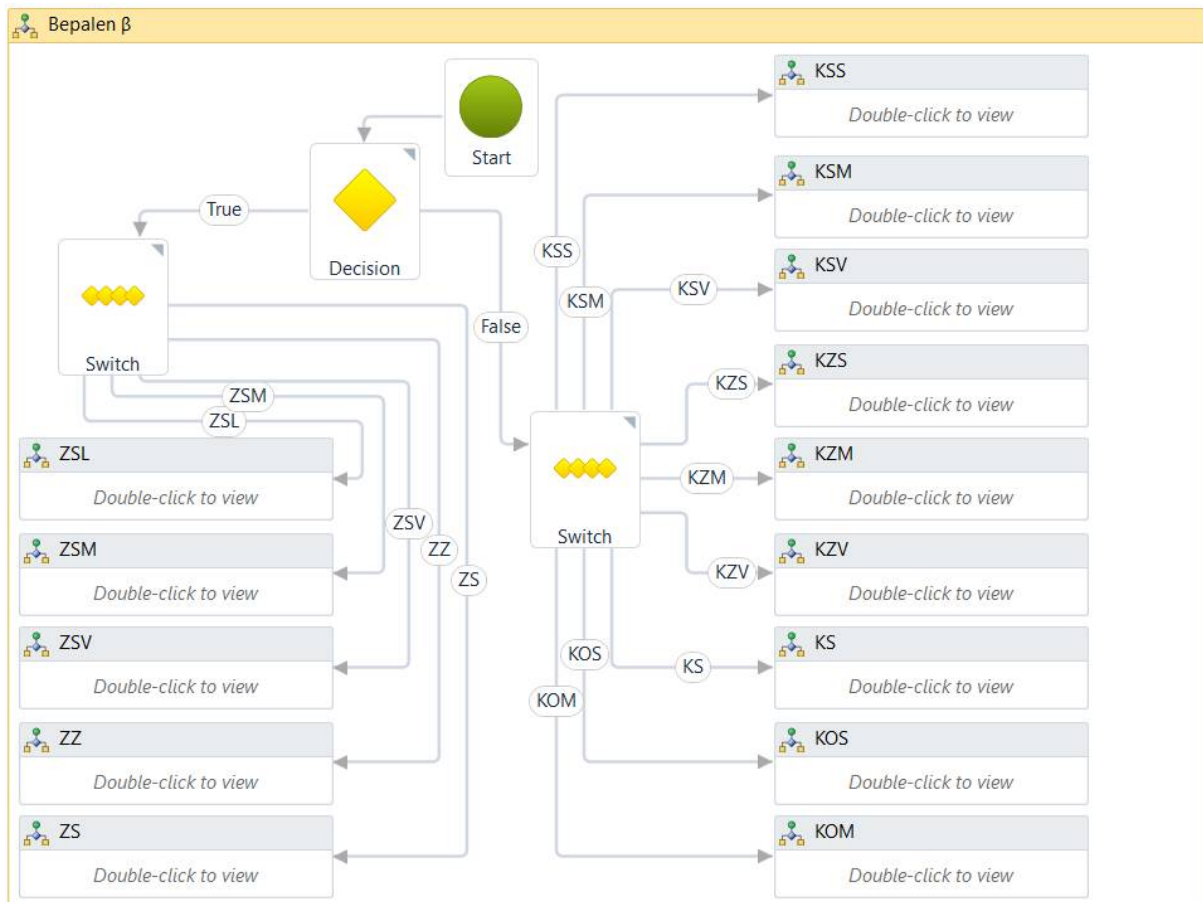 Bepalen β
Start
Decision
True
False
Switch
ZSL
ZSM
ZSV
ZZ
ZS
ZSL
Double-click to view
ZSM
Double-click to view
ZSV
Double-click to view
ZZ
Double-click to view
ZS
Double-click to view
Switch
KSS
KSM
KSV
KZS
KZM
KZV
KS
KOS
KOM
KSS
Double-click to view
KSM
Double-click to view
KSV
Double-click to view
KZS
Double-click to view
KZM
Double-click to view
KZV
Double-click to view
KS
Double-click to view
KOS
Double-click to view
KOM
Double-click to view